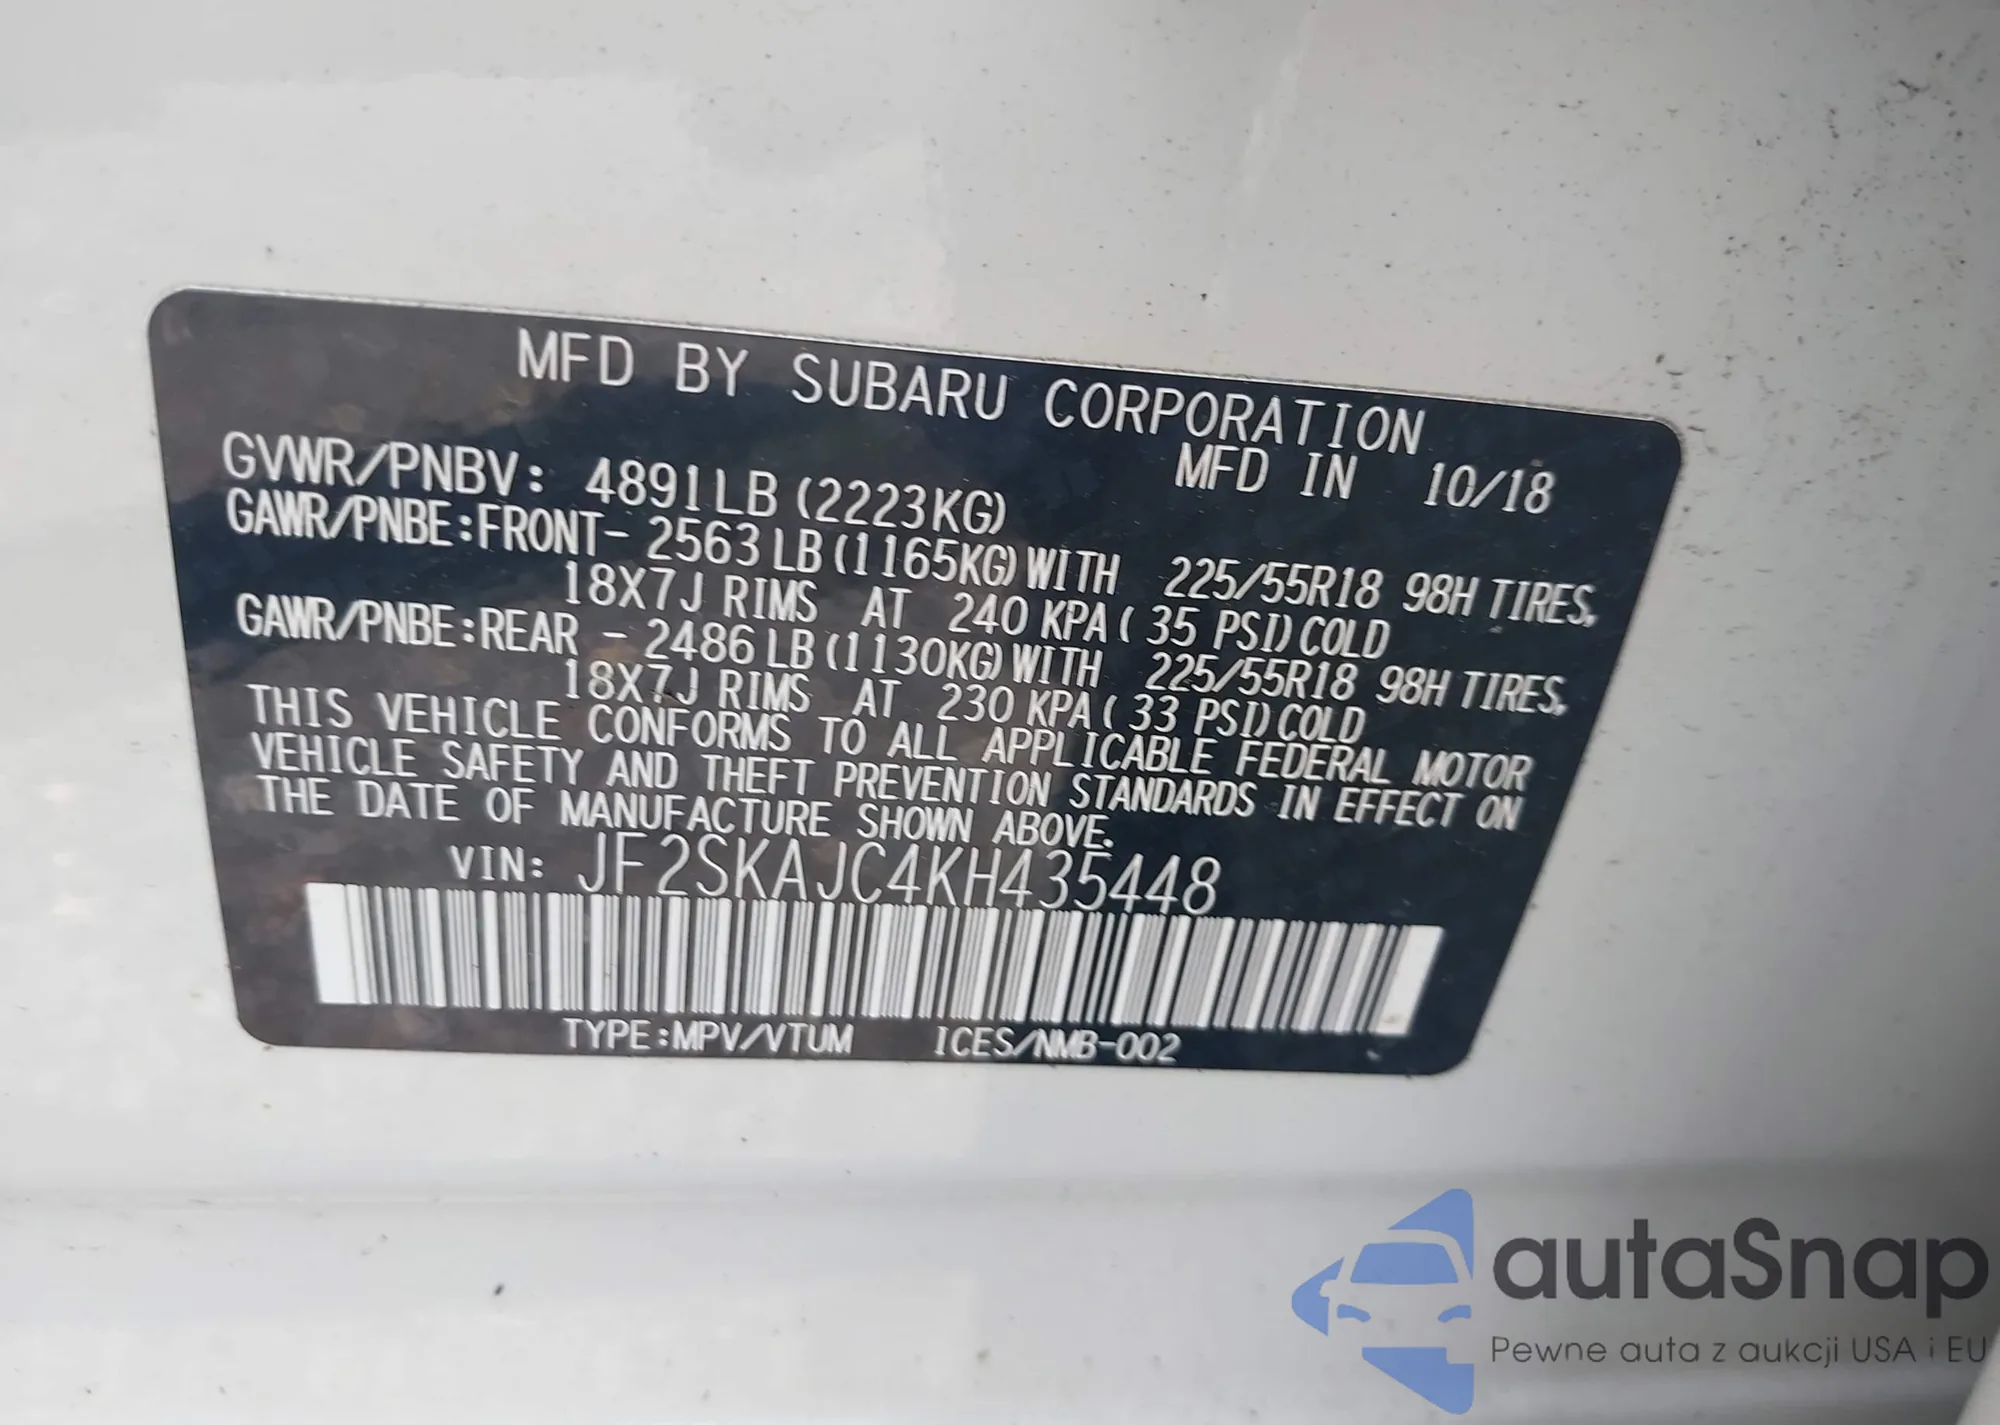 MFD BY SUBARU CORPORATION
MFD IN 10/18
GVWR/PNBV: 4891LB (2223KG)
GAWR/PNBE:FRONT- 2563LB (1165KG) WITH 225/55R18 98H TIRES,
18X7J RIMS AT 240 KPA( 35 PSI) COLD
GAWR/PNBE:REAR - 2486LB (1130KG) WITH 225/55R18 98H TIRES,
18X7J RIMS AT 230 KPA( 33 PSI) COLD
THIS VEHICLE CONFORMS TO ALL APPLICABLE FEDERAL MOTOR
VEHICLE SAFETY AND THEFT PREVENTION STANDARDS IN EFFECT ON
THE DATE OF MANUFACTURE SHOWN ABOVE.
VIN: JF2SKAJC4KH435448
TYPE:MPV/VTUM ICES/NMB-002
autaSnap
Pewne auta z aukcji USA i EU